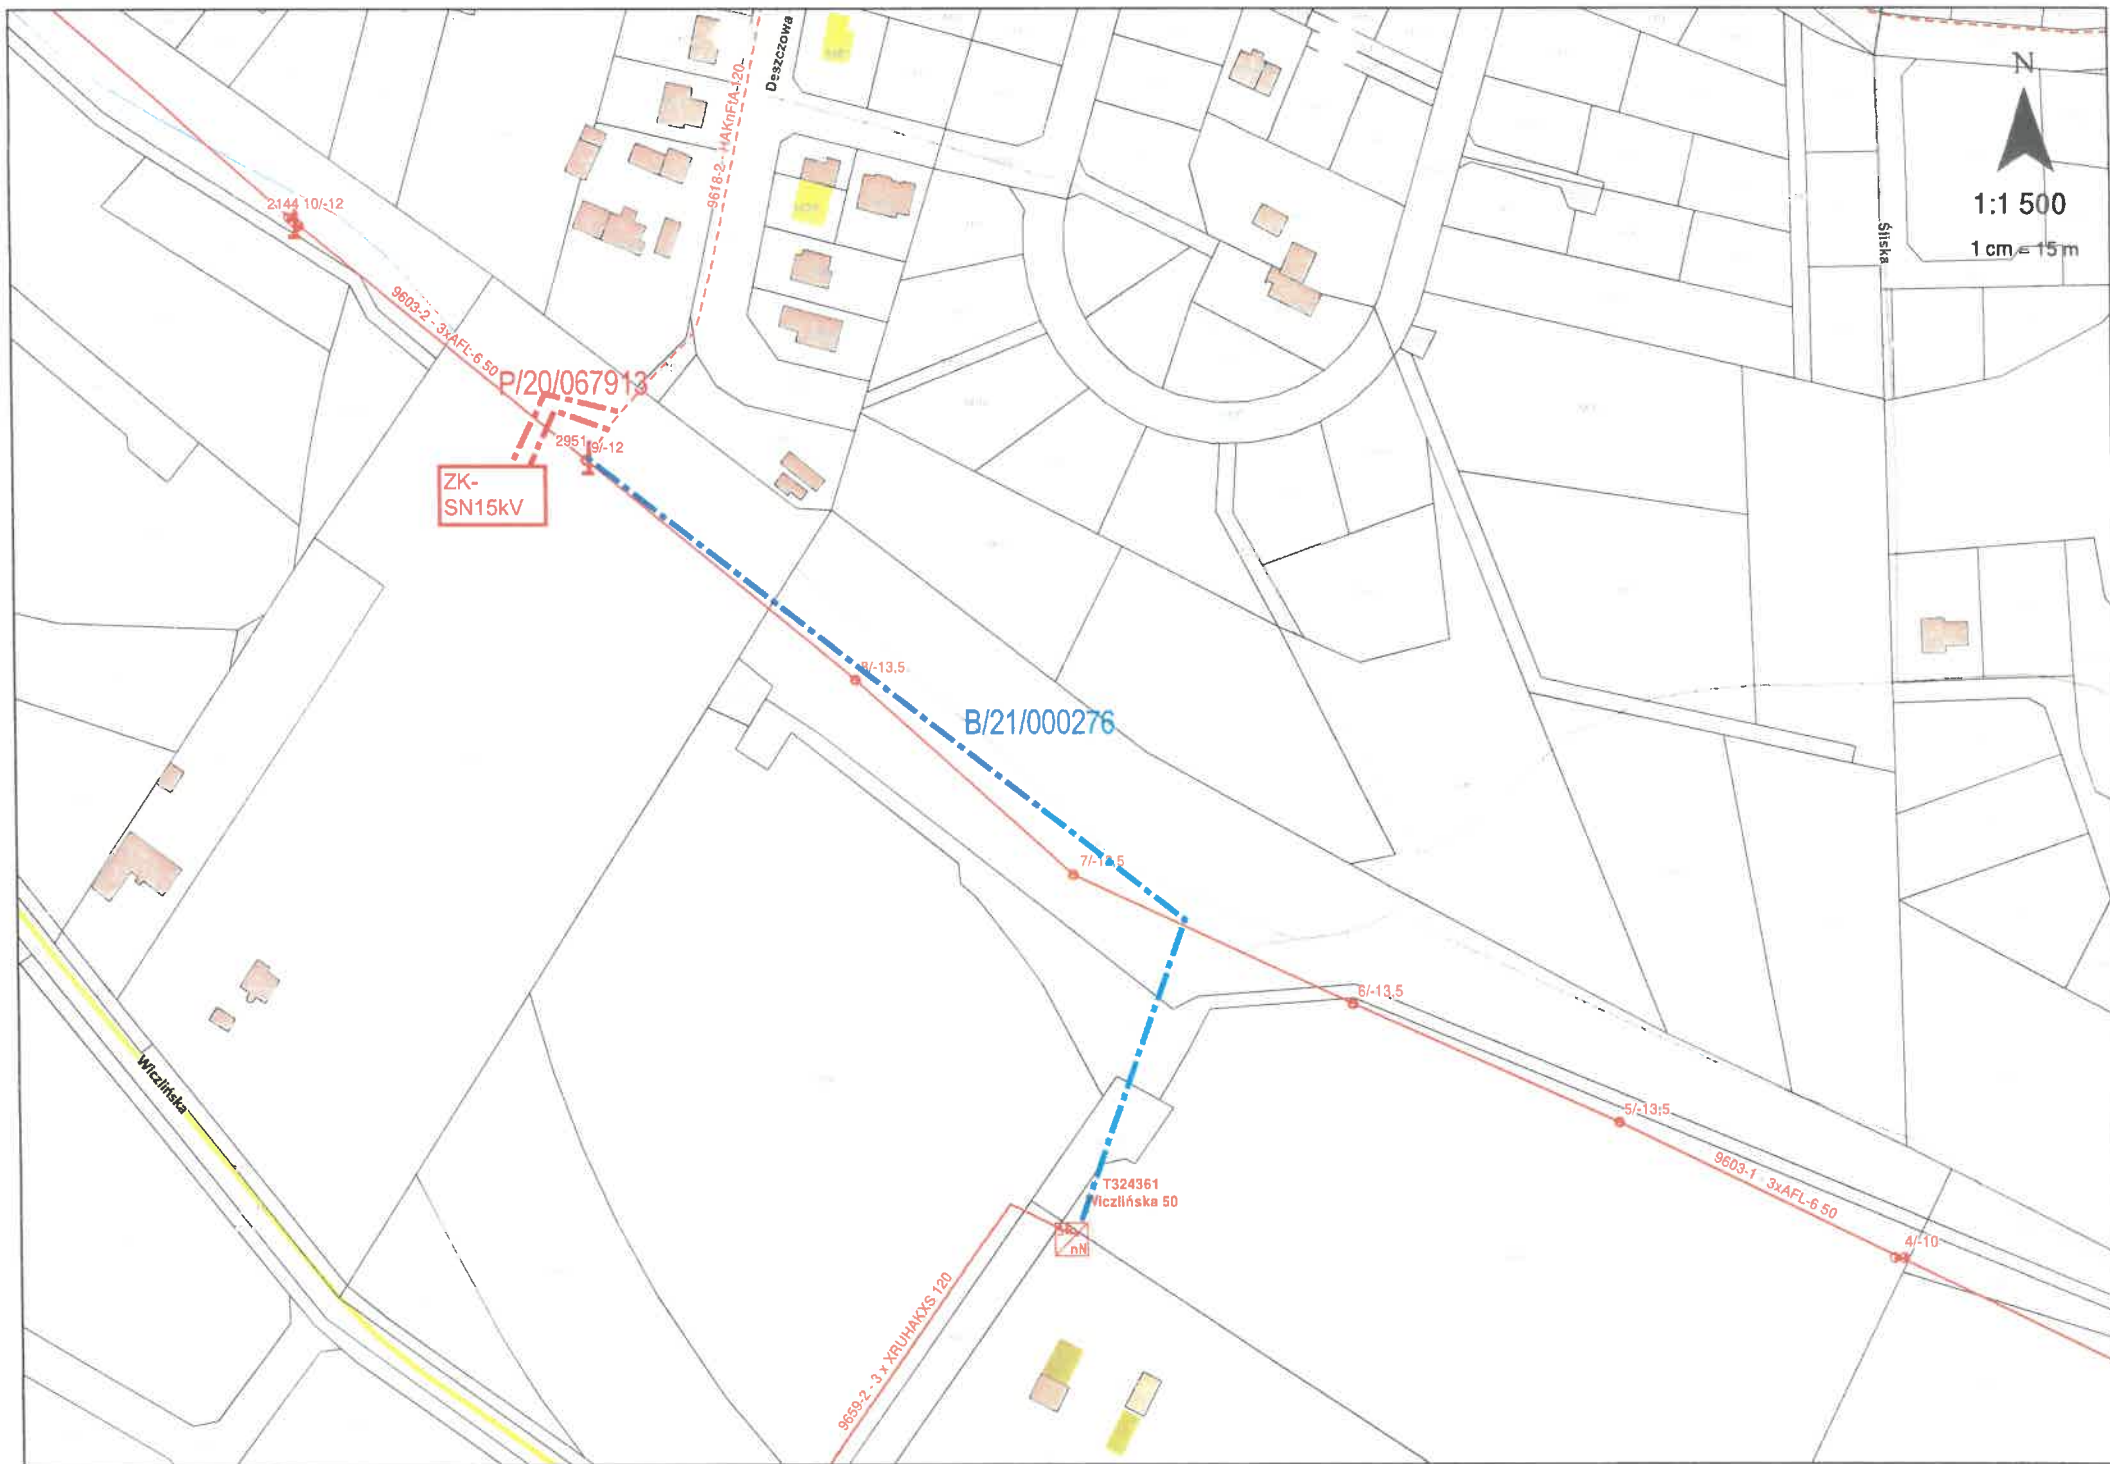 Deszczowa
9618-2 - HAKnFtA 120
N
1:1 500
1 cm = 15 m
Śliska
2144 10/-12
9603-2 - 3xAFL-6 50
P/20/067913
2951 9/-12
ZK-
SN15kV
8/-13,5
B/21/000276
7/-13,5
6/-13,5
5/-13,5
9603-1 - 3xAFL-6 50
4/-10
Wiczlińska
T324361
Wiczlińska 50
nN
9659-2 - 3 x XRUHAKXS 120